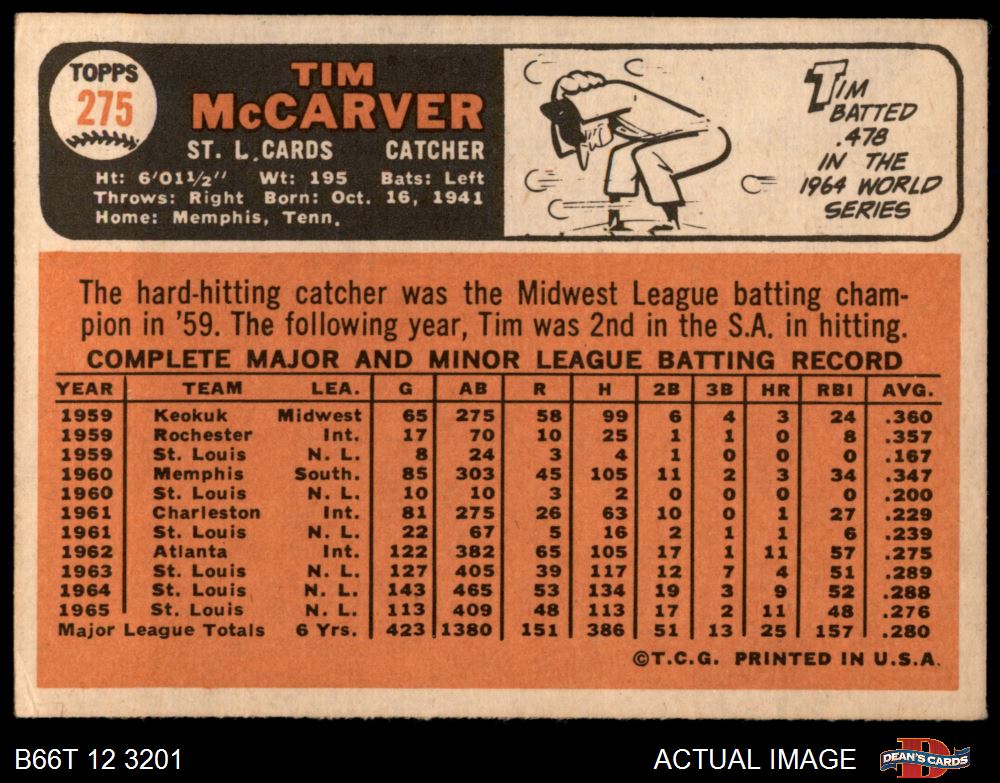 TOPPS
275
TIM
McCARVER
ST. L. CARDS CATCHER
Ht: 6'01½" Wt: 195 Bats: Left
Throws: Right Born: Oct. 16, 1941
Home: Memphis, Tenn.
TIM
BATTED
.478
IN THE
1964 WORLD
SERIES
The hard-hitting catcher was the Midwest League batting cham-
pion in '59. The following year, Tim was 2nd in the S.A. in hitting.
COMPLETE MAJOR AND MINOR LEAGUE BATTING RECORD
YEAR TEAM LEA. G AB R H 2B 3B HR RBI AVG.
1959 Keokuk Midwest 65 275 58 99 6 4 3 24 .360
1959 Rochester Int. 17 70 10 25 1 1 0 8 .357
1959 St. Louis N. L. 8 24 3 4 1 0 0 0 .167
1960 Memphis South. 85 303 45 105 11 2 3 34 .347
1960 St. Louis N. L. 10 10 3 2 0 0 0 0 .200
1961 Charleston Int. 81 275 26 63 10 0 1 27 .229
1961 St. Louis N. L. 22 67 5 16 2 1 1 6 .239
1962 Atlanta Int. 122 382 65 105 17 1 11 57 .275
1963 St. Louis N. L. 127 405 39 117 12 7 4 51 .289
1964 St. Louis N. L. 143 465 53 134 19 3 9 52 .288
1965 St. Louis N. L. 113 409 48 113 17 2 11 48 .276
Major League Totals 6 Yrs. 423 1380 151 386 51 13 25 157 .280
©T.C.G. PRINTED IN U.S.A.
B66T 12 3201
ACTUAL IMAGE
DEAN'S CARDS